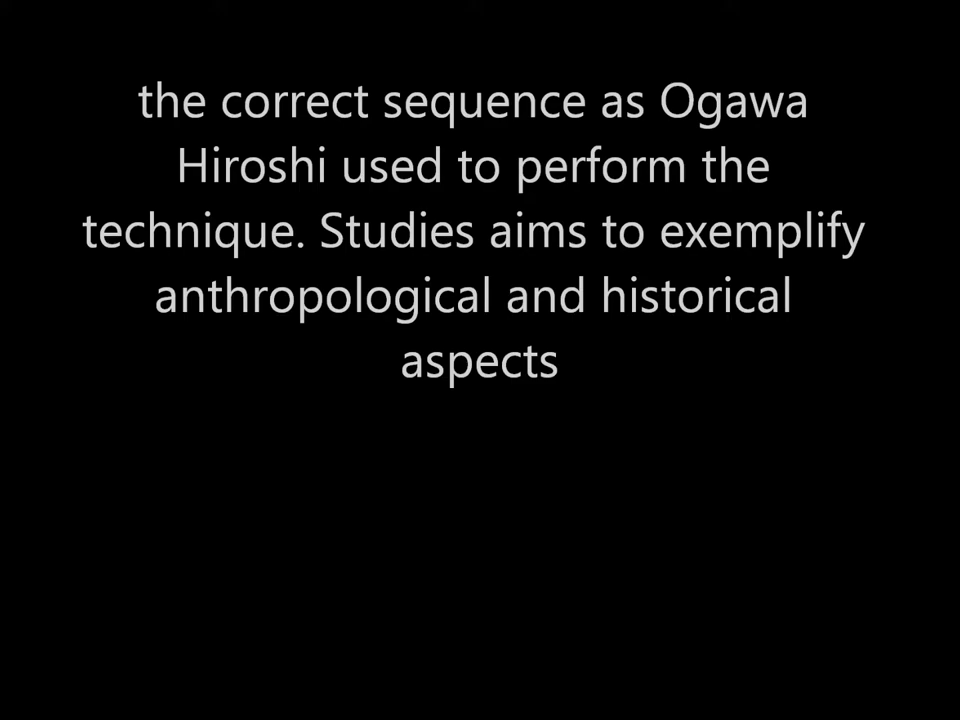 the correct sequence as Ogawa
Hiroshi used to perform the
technique. Studies aims to exemplify
anthropological and historical
aspects